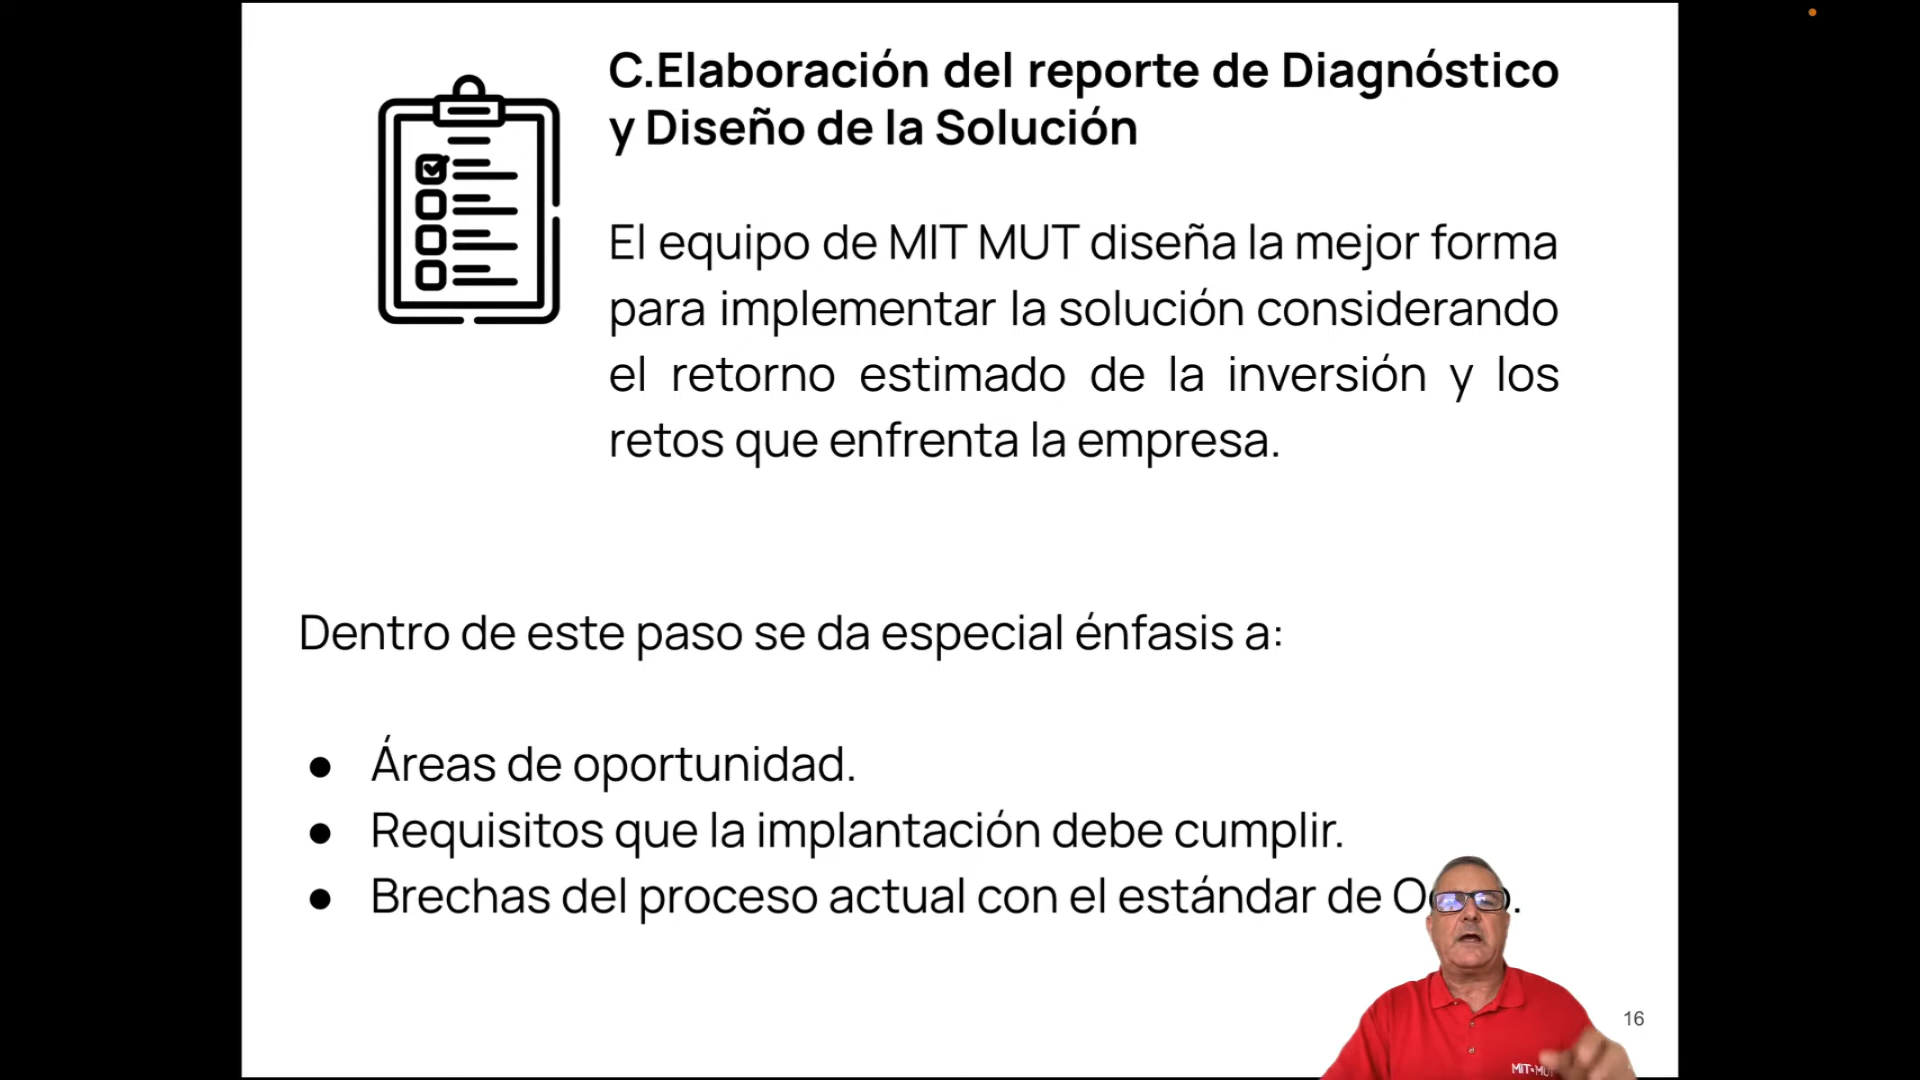 C.Elaboración del reporte de Diagnóstico
y Diseño de la Solución
El equipo de MIT MUT diseña la mejor forma
para implementar la solución considerando
el retorno estimado de la inversión y los
retos que enfrenta la empresa.
Dentro de este paso se da especial énfasis a:
● Áreas de oportunidad.
● Requisitos que la implantación debe cumplir.
● Brechas del proceso actual con el estándar de
16